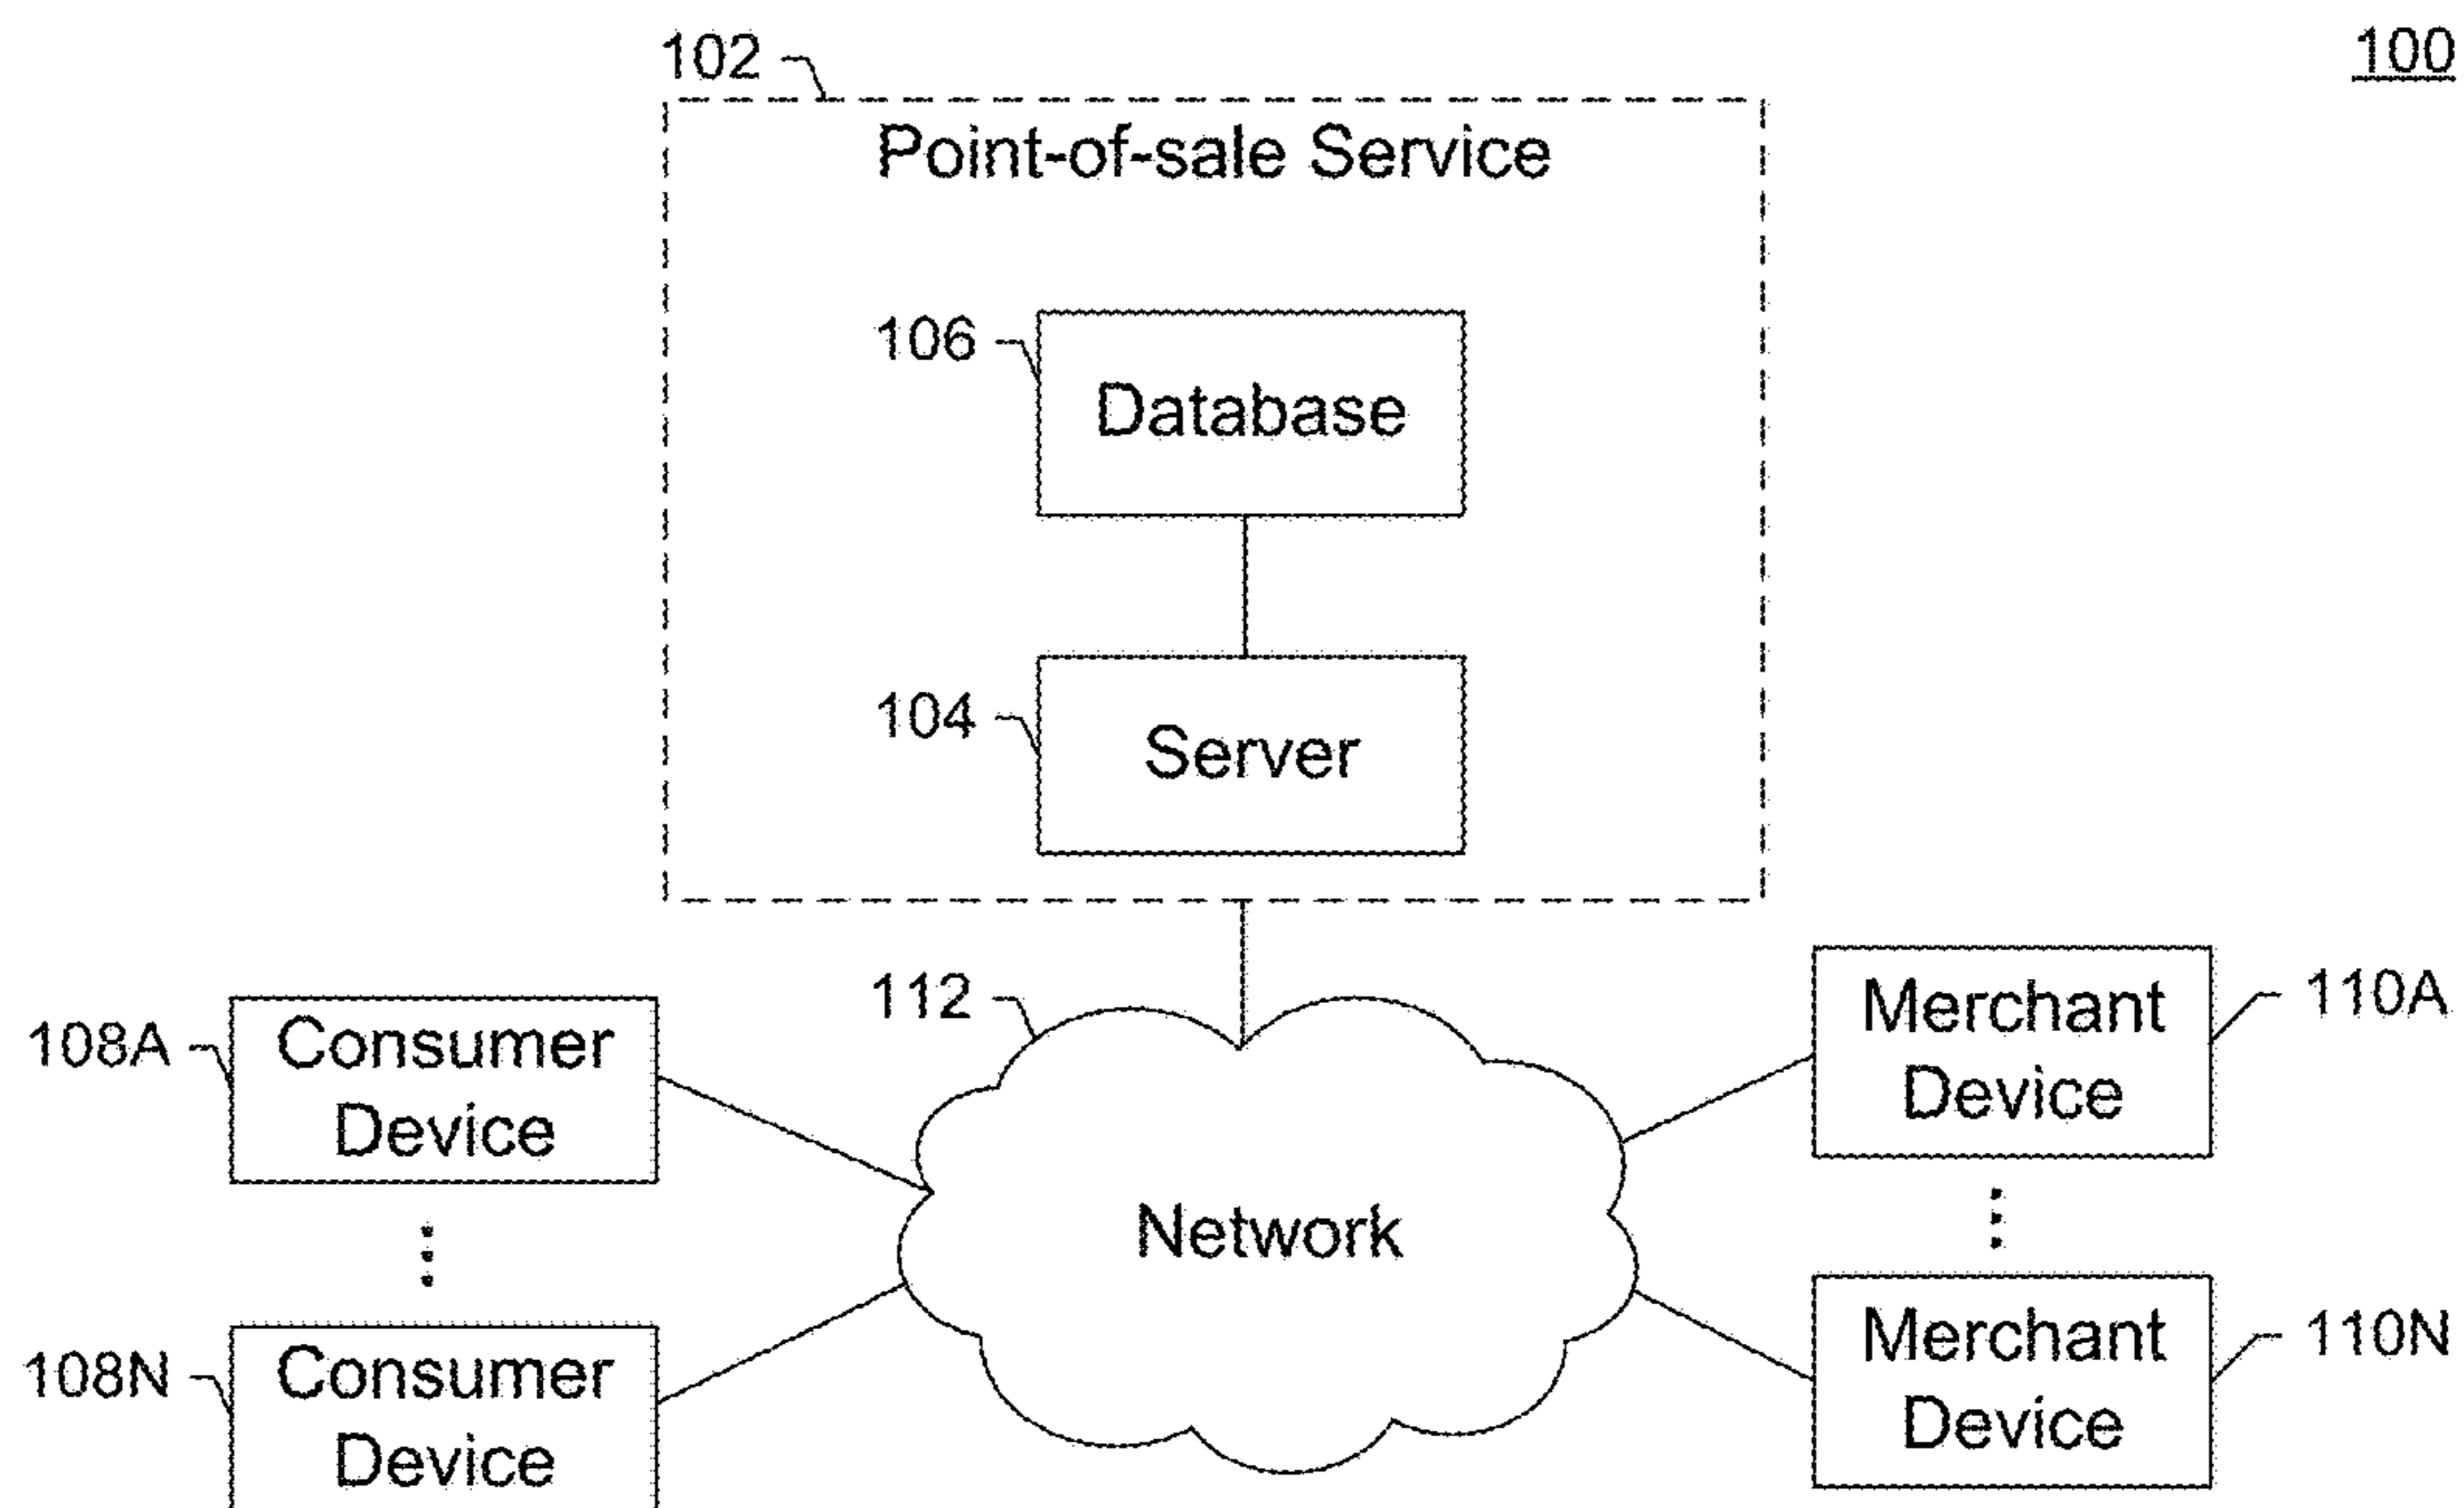 102
100
Point-of-sale Service
106
Database
104
Server
112
108A
Consumer
Device
Merchant
Device
110A
Network
108N
Consumer
Device
Merchant
Device
110N